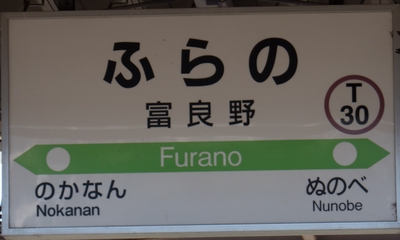 ふらの
富良野
T
30
Furano
のかなん
Nokanan
ぬのべ
Nunobe